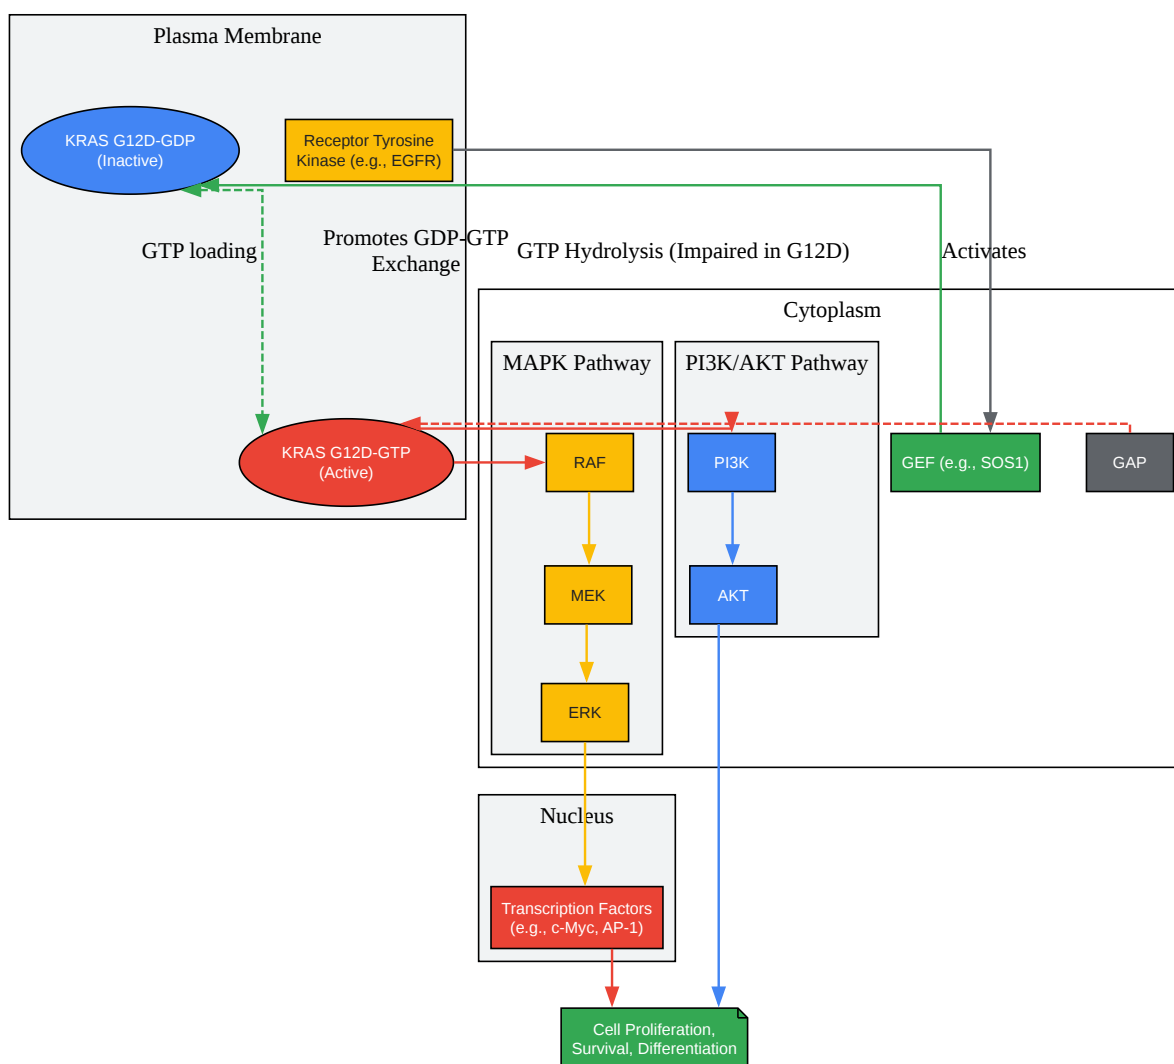 Plasma Membrane
KRAS G12D-GDP
(Inactive)
Receptor Tyrosine
Kinase (e.g., EGFR)
GTP loading
Promotes GDP-GTP
Exchange
GTP Hydrolysis (Impaired in G12D)
Activates
Cytoplasm
MAPK Pathway
PI3K/AKT Pathway
KRAS G12D-GTP
(Active)
RAF
PI3K
GEF (e.g., SOS1)
GAP
MEK
AKT
ERK
Nucleus
Transcription Factors
(e.g., c-Myc, AP-1)
Cell Proliferation,
Survival, Differentiation